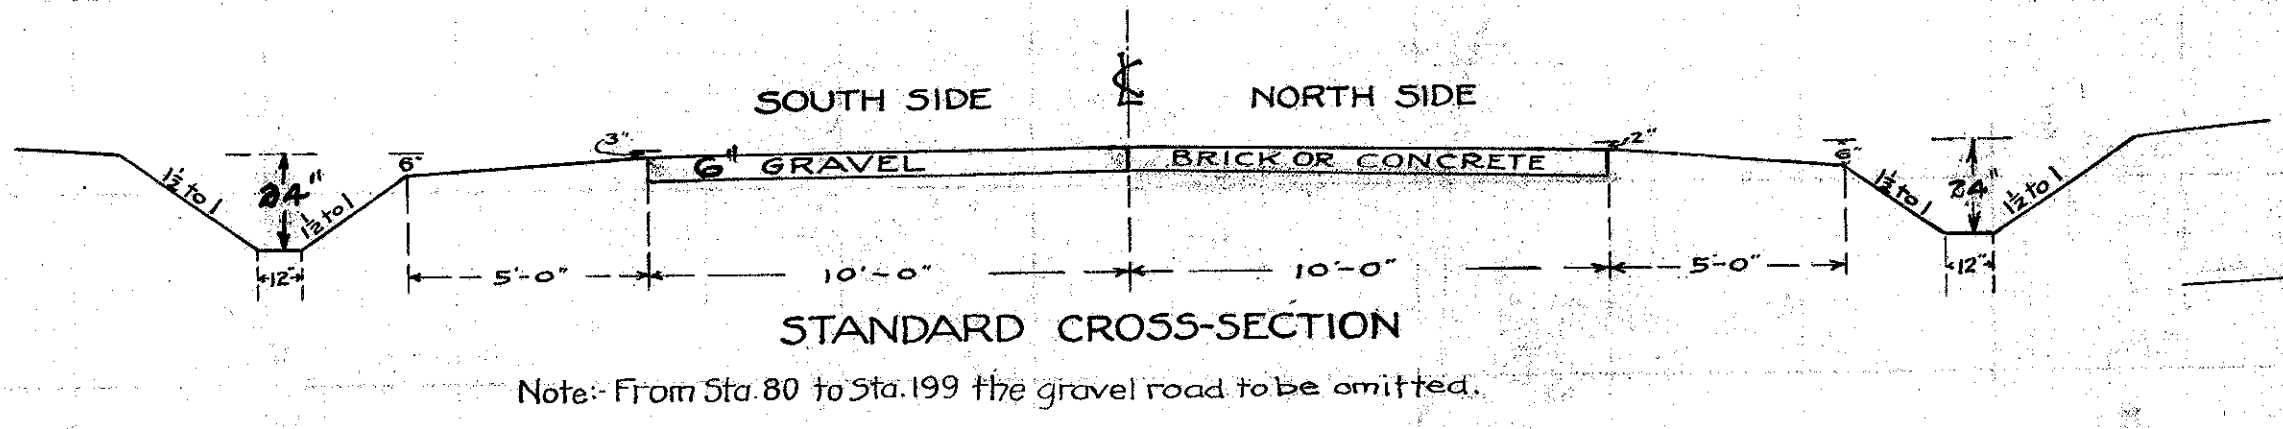 SOUTH SIDE
℄
NORTH SIDE
1½ to 1
24"
1½ to 1
6"
3"
6" GRAVEL
BRICK OR CONCRETE
2"
6"
1½ to 1
24"
1½ to 1
12"
5'-0"
10'-0"
10'-0"
5'-0"
12"
STANDARD CROSS-SECTION
Note:- From Sta. 80 to Sta. 199 the gravel road to be omitted.